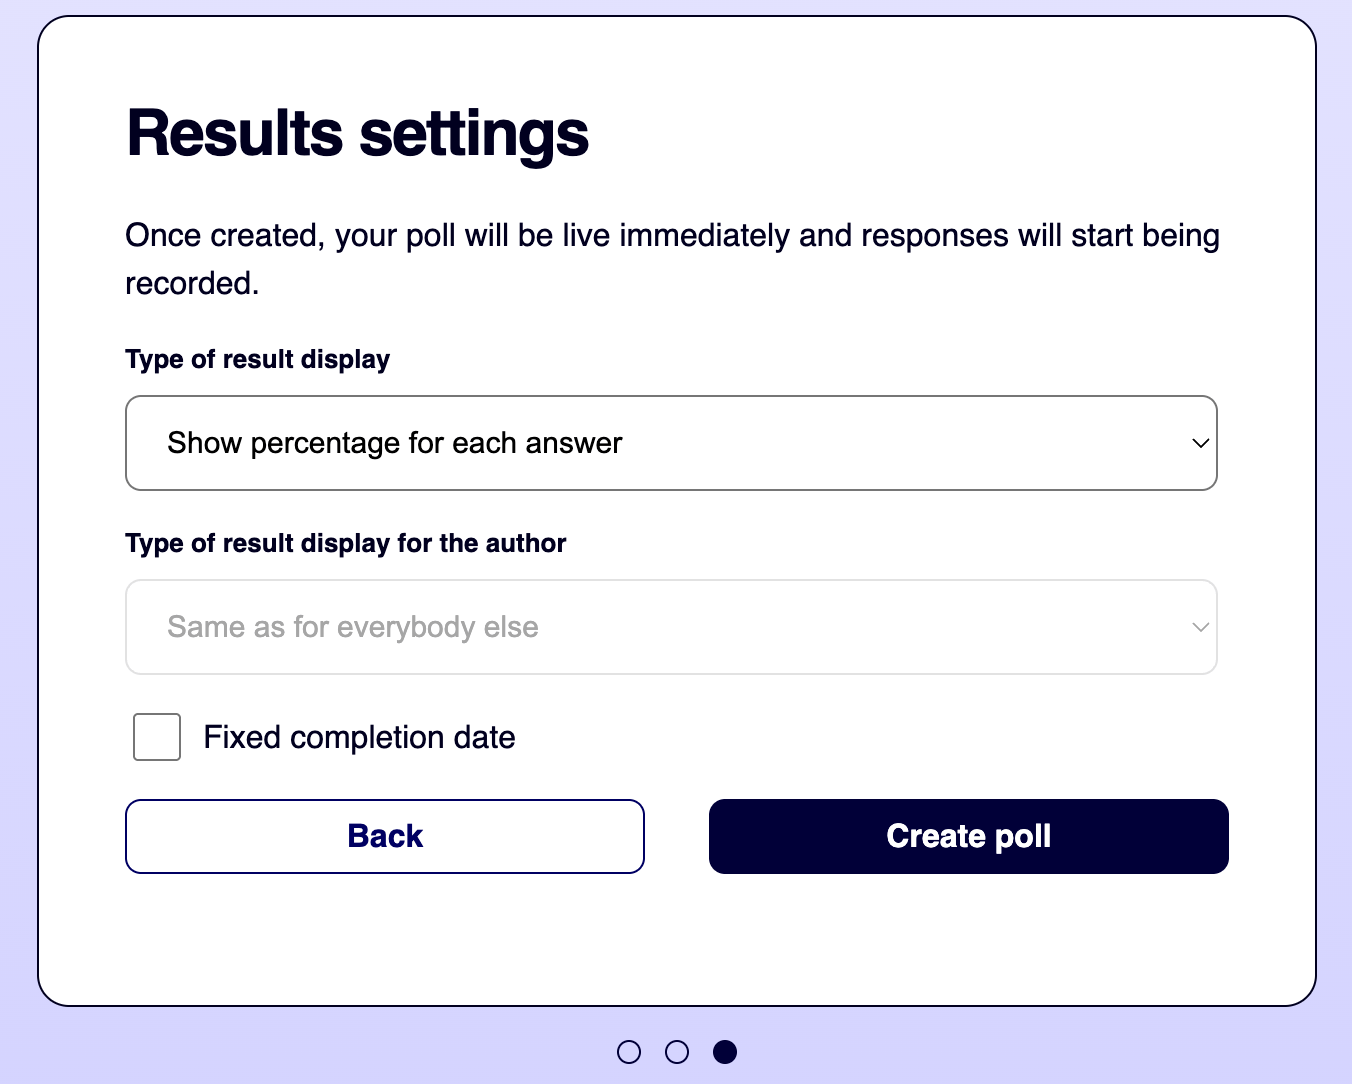 Results settings
Once created, your poll will be live immediately and responses will start being
recorded.
Type of result display
Show percentage for each answer
Type of result display for the author
Same as for everybody else
Fixed completion date
Back
Create poll